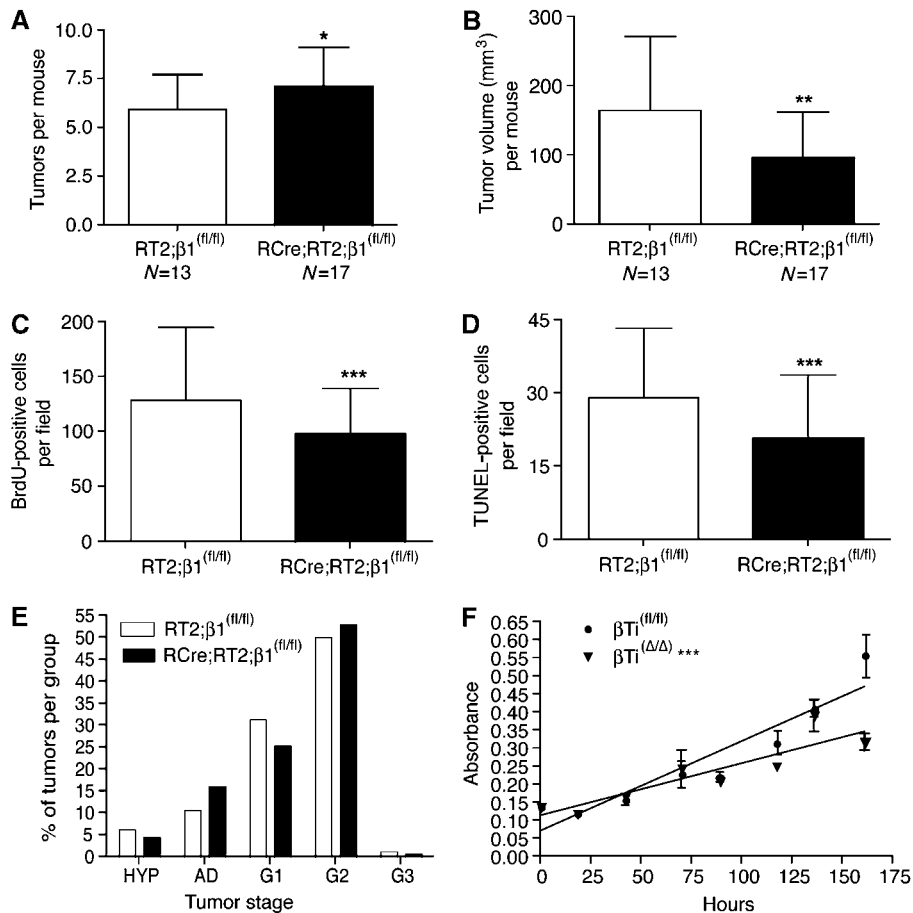 A
Tumors per mouse
10.0
7.5
5.0
2.5
0.0
*
RT2;β1(fl/fl)
N=13
RCre;RT2;β1(fl/fl)
N=17
B
Tumor volume (mm3)
per mouse
300
200
100
0
**
RT2;β1(fl/fl)
N=13
RCre;RT2;β1(fl/fl)
N=17
C
BrdU-positive cells
per field
200
150
100
50
0
***
RT2;β1(fl/fl)
RCre;RT2;β1(fl/fl)
D
TUNEL-positive cells
per field
45
30
15
0
***
RT2;β1(fl/fl)
RCre;RT2;β1(fl/fl)
E
% of tumors per group
55
50
45
40
35
30
25
20
15
10
5
0
RT2;β1(fl/fl)
RCre;RT2;β1(fl/fl)
HYP AD G1 G2 G3
Tumor stage
F
Absorbance
0.65
0.60
0.55
0.50
0.45
0.40
0.35
0.30
0.25
0.20
0.15
0.10
0.05
0.00
βTi(fl/fl)
βTi(Δ/Δ) ***
0 25 50 75 100 125 150 175
Hours